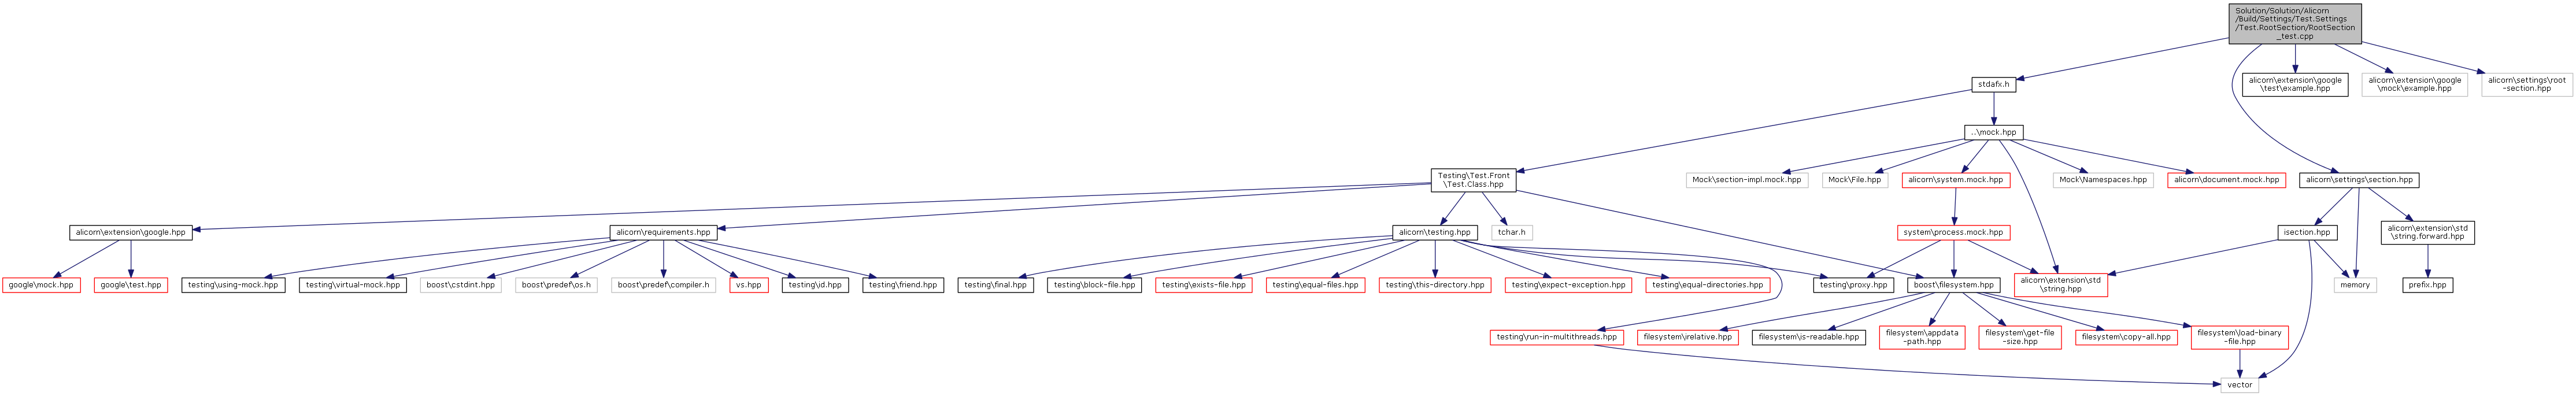 Solution/Solution/Alicorn
/Build/Settings/Test.Settings
/Test.RootSection/RootSection
_test.cpp
stdafx.h
alicorn\extension\google
\test\example.hpp
alicorn\extension\google
\mock\example.hpp
alicorn\settings\root
-section.hpp
..\mock.hpp
Testing\Test.Front
\Test.Class.hpp
Mock\section-impl.mock.hpp
Mock\File.hpp
alicorn\system.mock.hpp
Mock\Namespaces.hpp
alicorn\document.mock.hpp
alicorn\settings\section.hpp
alicorn\extension\google.hpp
alicorn\requirements.hpp
alicorn\testing.hpp
tchar.h
system\process.mock.hpp
isection.hpp
alicorn\extension\std
\string.forward.hpp
google\mock.hpp
google\test.hpp
testing\using-mock.hpp
testing\virtual-mock.hpp
boost\cstdint.hpp
boost\predef\os.h
boost\predef\compiler.h
vs.hpp
testing\id.hpp
testing\friend.hpp
testing\final.hpp
testing\block-file.hpp
testing\exists-file.hpp
testing\equal-files.hpp
testing\this-directory.hpp
testing\expect-exception.hpp
testing\equal-directories.hpp
testing\proxy.hpp
boost\filesystem.hpp
alicorn\extension\std
\string.hpp
memory
prefix.hpp
testing\run-in-multithreads.hpp
filesystem\irelative.hpp
filesystem\is-readable.hpp
filesystem\appdata
-path.hpp
filesystem\get-file
-size.hpp
filesystem\copy-all.hpp
filesystem\load-binary
-file.hpp
vector